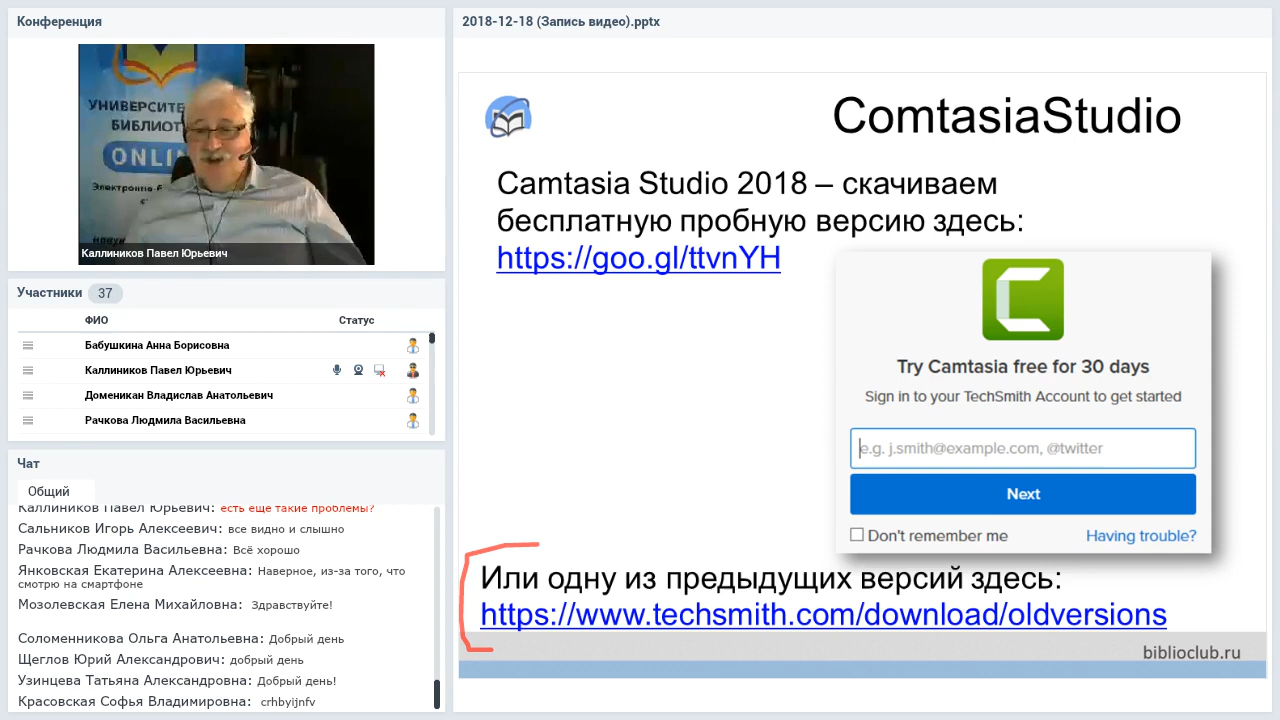 Конференция
УНИВЕРСИТЕ
БИБЛИОТ
ONLIN
Электронно-б
Каллиников Павел Юрьевич
Участники 37
ФИО Статус
Бабушкина Анна Борисовна
Каллиников Павел Юрьевич
Доменикан Владислав Анатольевич
Рачкова Людмила Васильевна
Чат
Общий
Каллиников Павел Юрьевич: есть еще такие проблемы?
Сальников Игорь Алексеевич: все видно и слышно
Рачкова Людмила Васильевна: Всё хорошо
Янковская Екатерина Алексеевна: Наверное, из-за того, что
смотрю на смартфоне
Мозолевская Елена Михайловна: Здравствуйте!
Соломенникова Ольга Анатольевна: Добрый день
Щеглов Юрий Александрович: добрый день
Узинцева Татьяна Александровна: Добрый день!
Красовская Софья Владимировна: crhbyijnfv
2018-12-18 (Запись видео).pptx
ComtasiaStudio
Camtasia Studio 2018 – скачиваем
бесплатную пробную версию здесь:
https://goo.gl/ttvnYH
Try Camtasia free for 30 days
Sign in to your TechSmith Account to get started
e.g. j.smith@example.com, @twitter
Next
Don't remember me Having trouble?
Или одну из предыдущих версий здесь:
https://www.techsmith.com/download/oldversions
biblioclub.ru